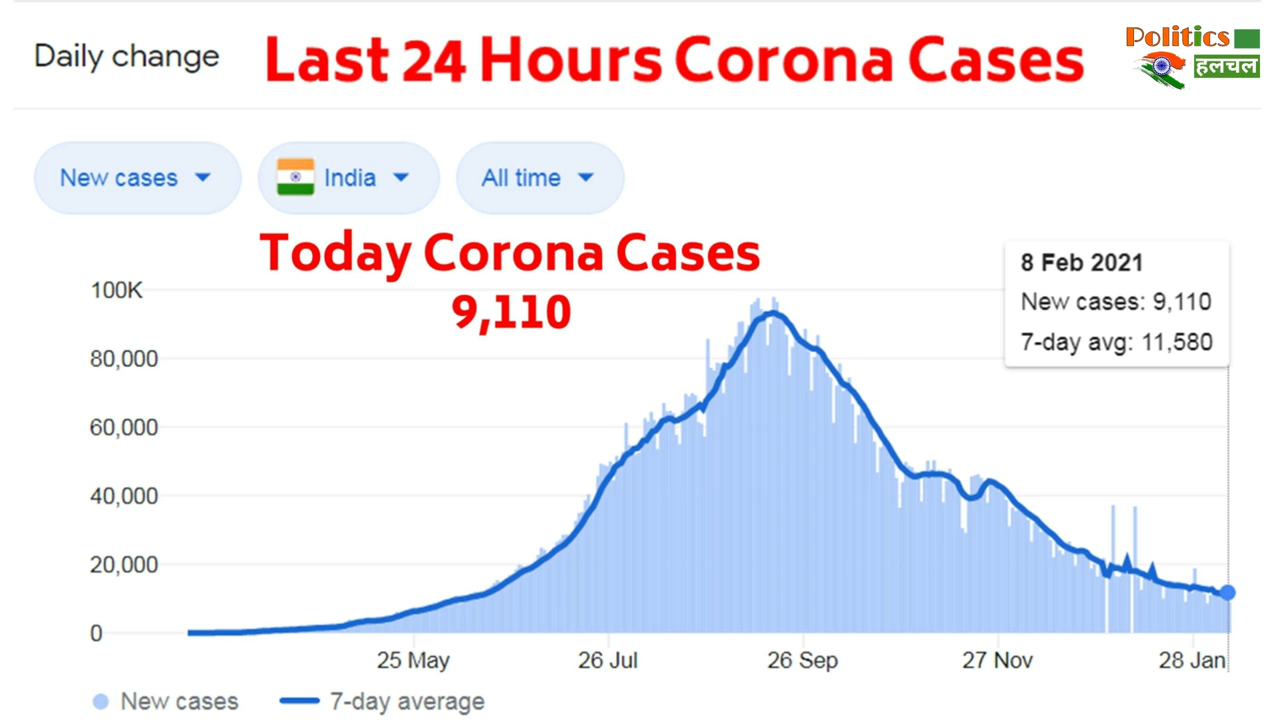 Daily change
Last 24 Hours Corona Cases
Politics
हलचल
New cases
India
All time
Today Corona Cases
9,110
8 Feb 2021
New cases: 9,110
7-day avg: 11,580
100K
80,000
60,000
40,000
20,000
0
25 May 26 Jul 26 Sep 27 Nov 28 Jan
New cases 7-day average